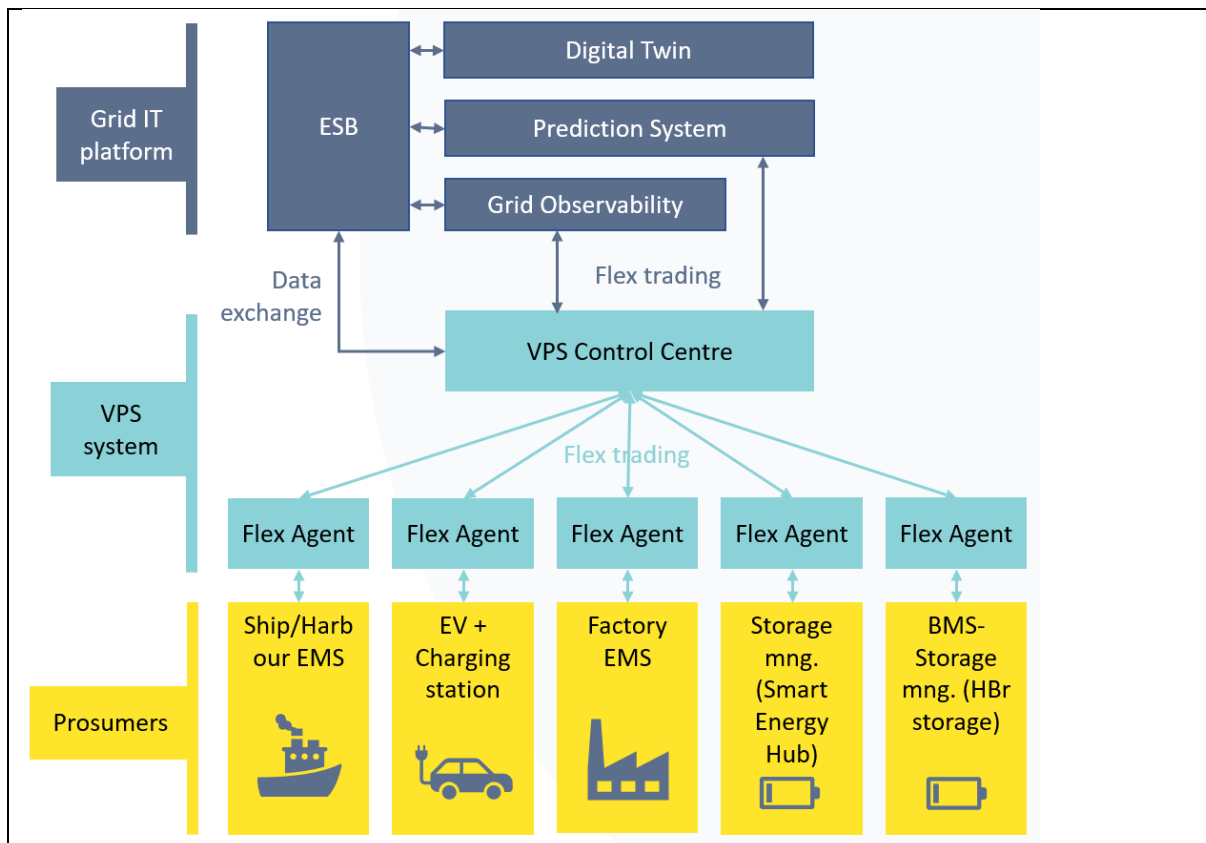 Digital Twin
Grid IT
platform
ESB
Prediction System
Grid Observability
Data
exchange
Flex trading
VPS Control Centre
VPS
system
Flex trading
Flex Agent
Flex Agent
Flex Agent
Flex Agent
Flex Agent
Prosumers
Ship/Harb
our EMS
EV +
Charging
station
Factory
EMS
Storage
mng.
(Smart
Energy
Hub)
BMS-
Storage
mng. (HBr
storage)